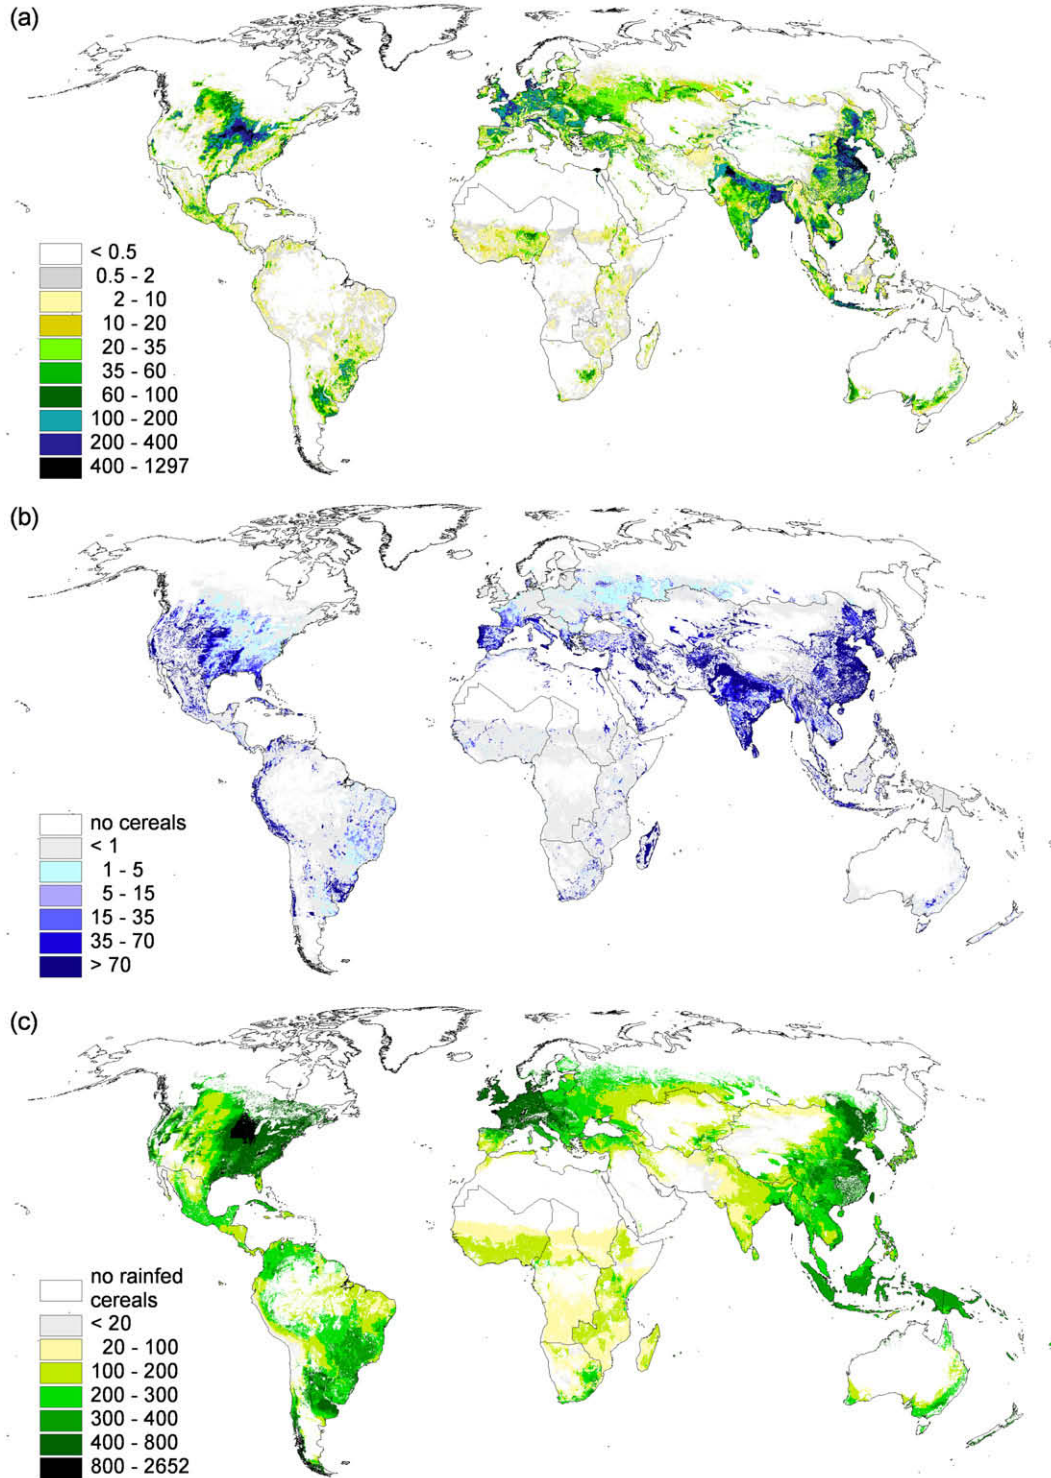 (a)
< 0.5
0.5 - 2
2 - 10
10 - 20
20 - 35
35 - 60
60 - 100
100 - 200
200 - 400
400 - 1297
(b)
no cereals
< 1
1 - 5
5 - 15
15 - 35
35 - 70
> 70
(c)
no rainfed
cereals
< 20
20 - 100
100 - 200
200 - 300
300 - 400
400 - 800
800 - 2652